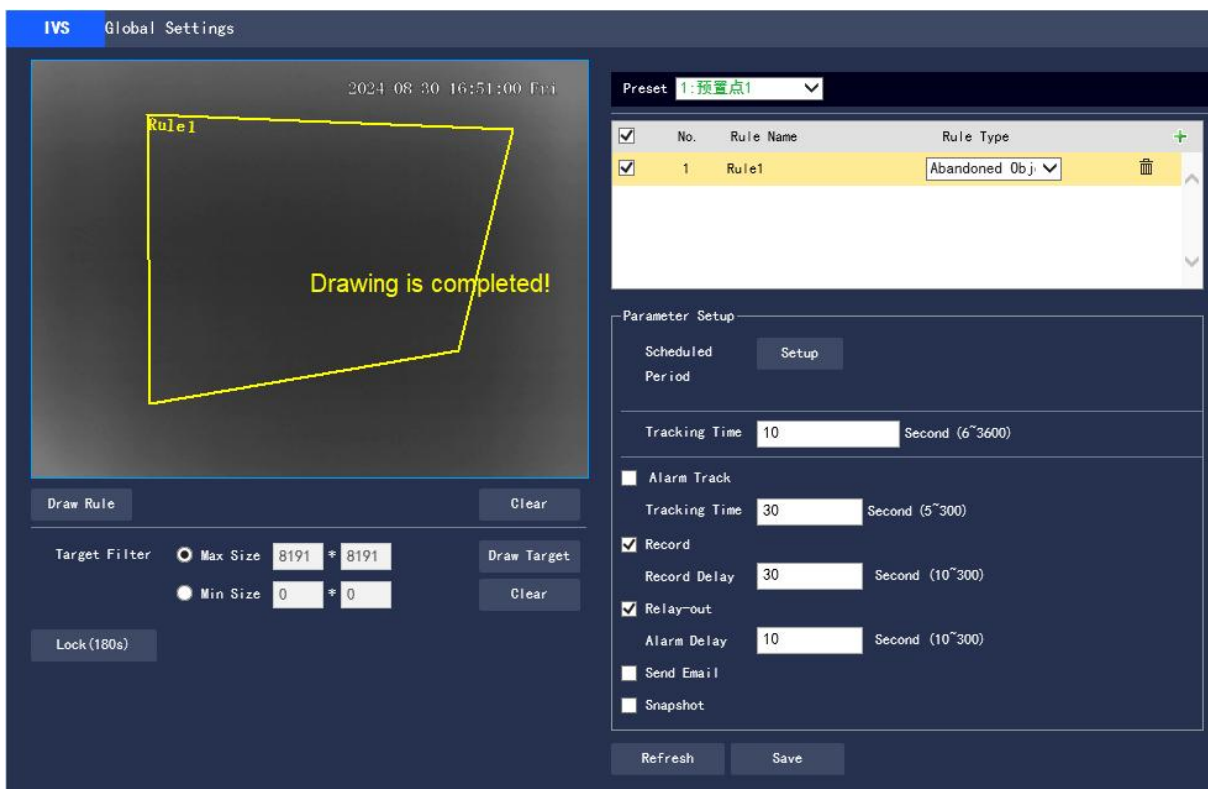 IVS Global Settings
2024-08-30 16:51:00 Fri
Rule1
Drawing is completed!
Draw Rule Clear
Target Filter Max Size 8191 * 8191 Draw Target
Min Size 0 * 0 Clear
Lock(180s)
Preset 1:预置点1
No. Rule Name Rule Type +
1 Rule1 Abandoned Obj
Parameter Setup
Scheduled Setup
Period
Tracking Time 10 Second (6~3600)
Alarm Track
Tracking Time 30 Second (5~300)
Record
Record Delay 30 Second (10~300)
Relay-out
Alarm Delay 10 Second (10~300)
Send Email
Snapshot
Refresh Save